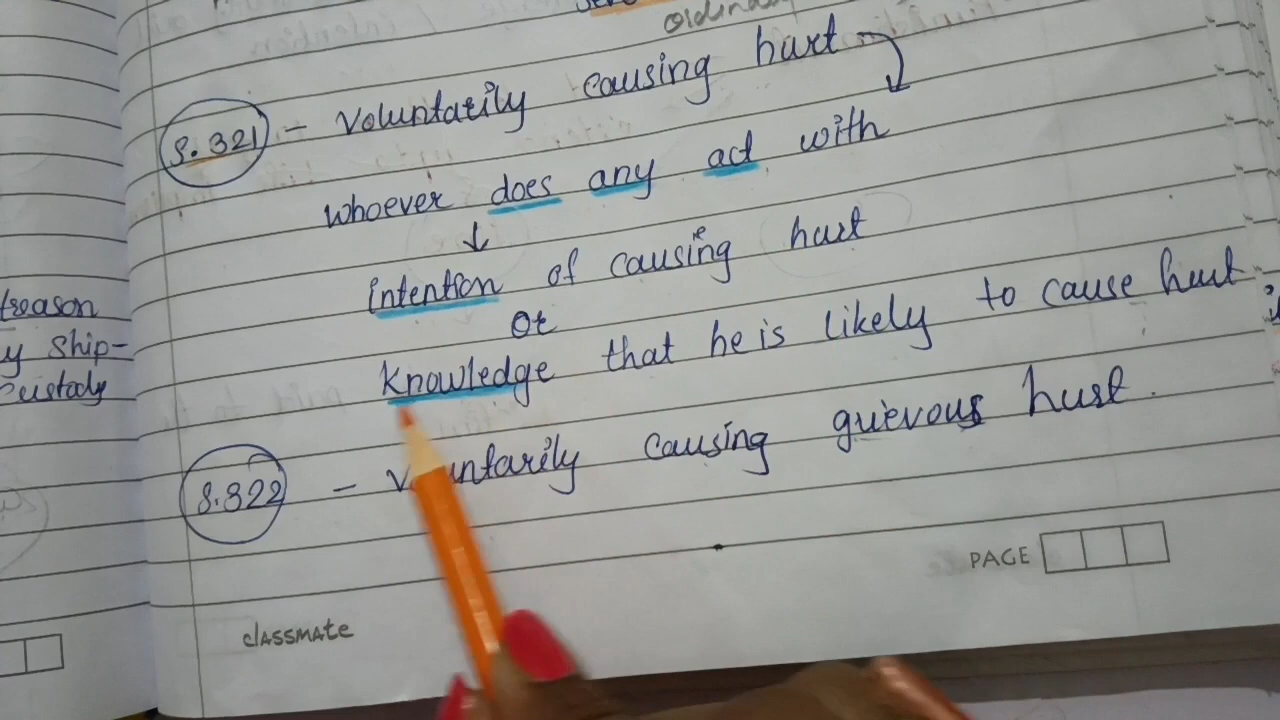 ordinary
S.321 - Voluntarily causing hurt
whoever does any act with
intention of causing hurt
or
knowledge that he is likely to cause hurt
S.322 - Voluntarily causing grievous hurt.
treason
y ship-
custody
PAGE
CLASSMATE